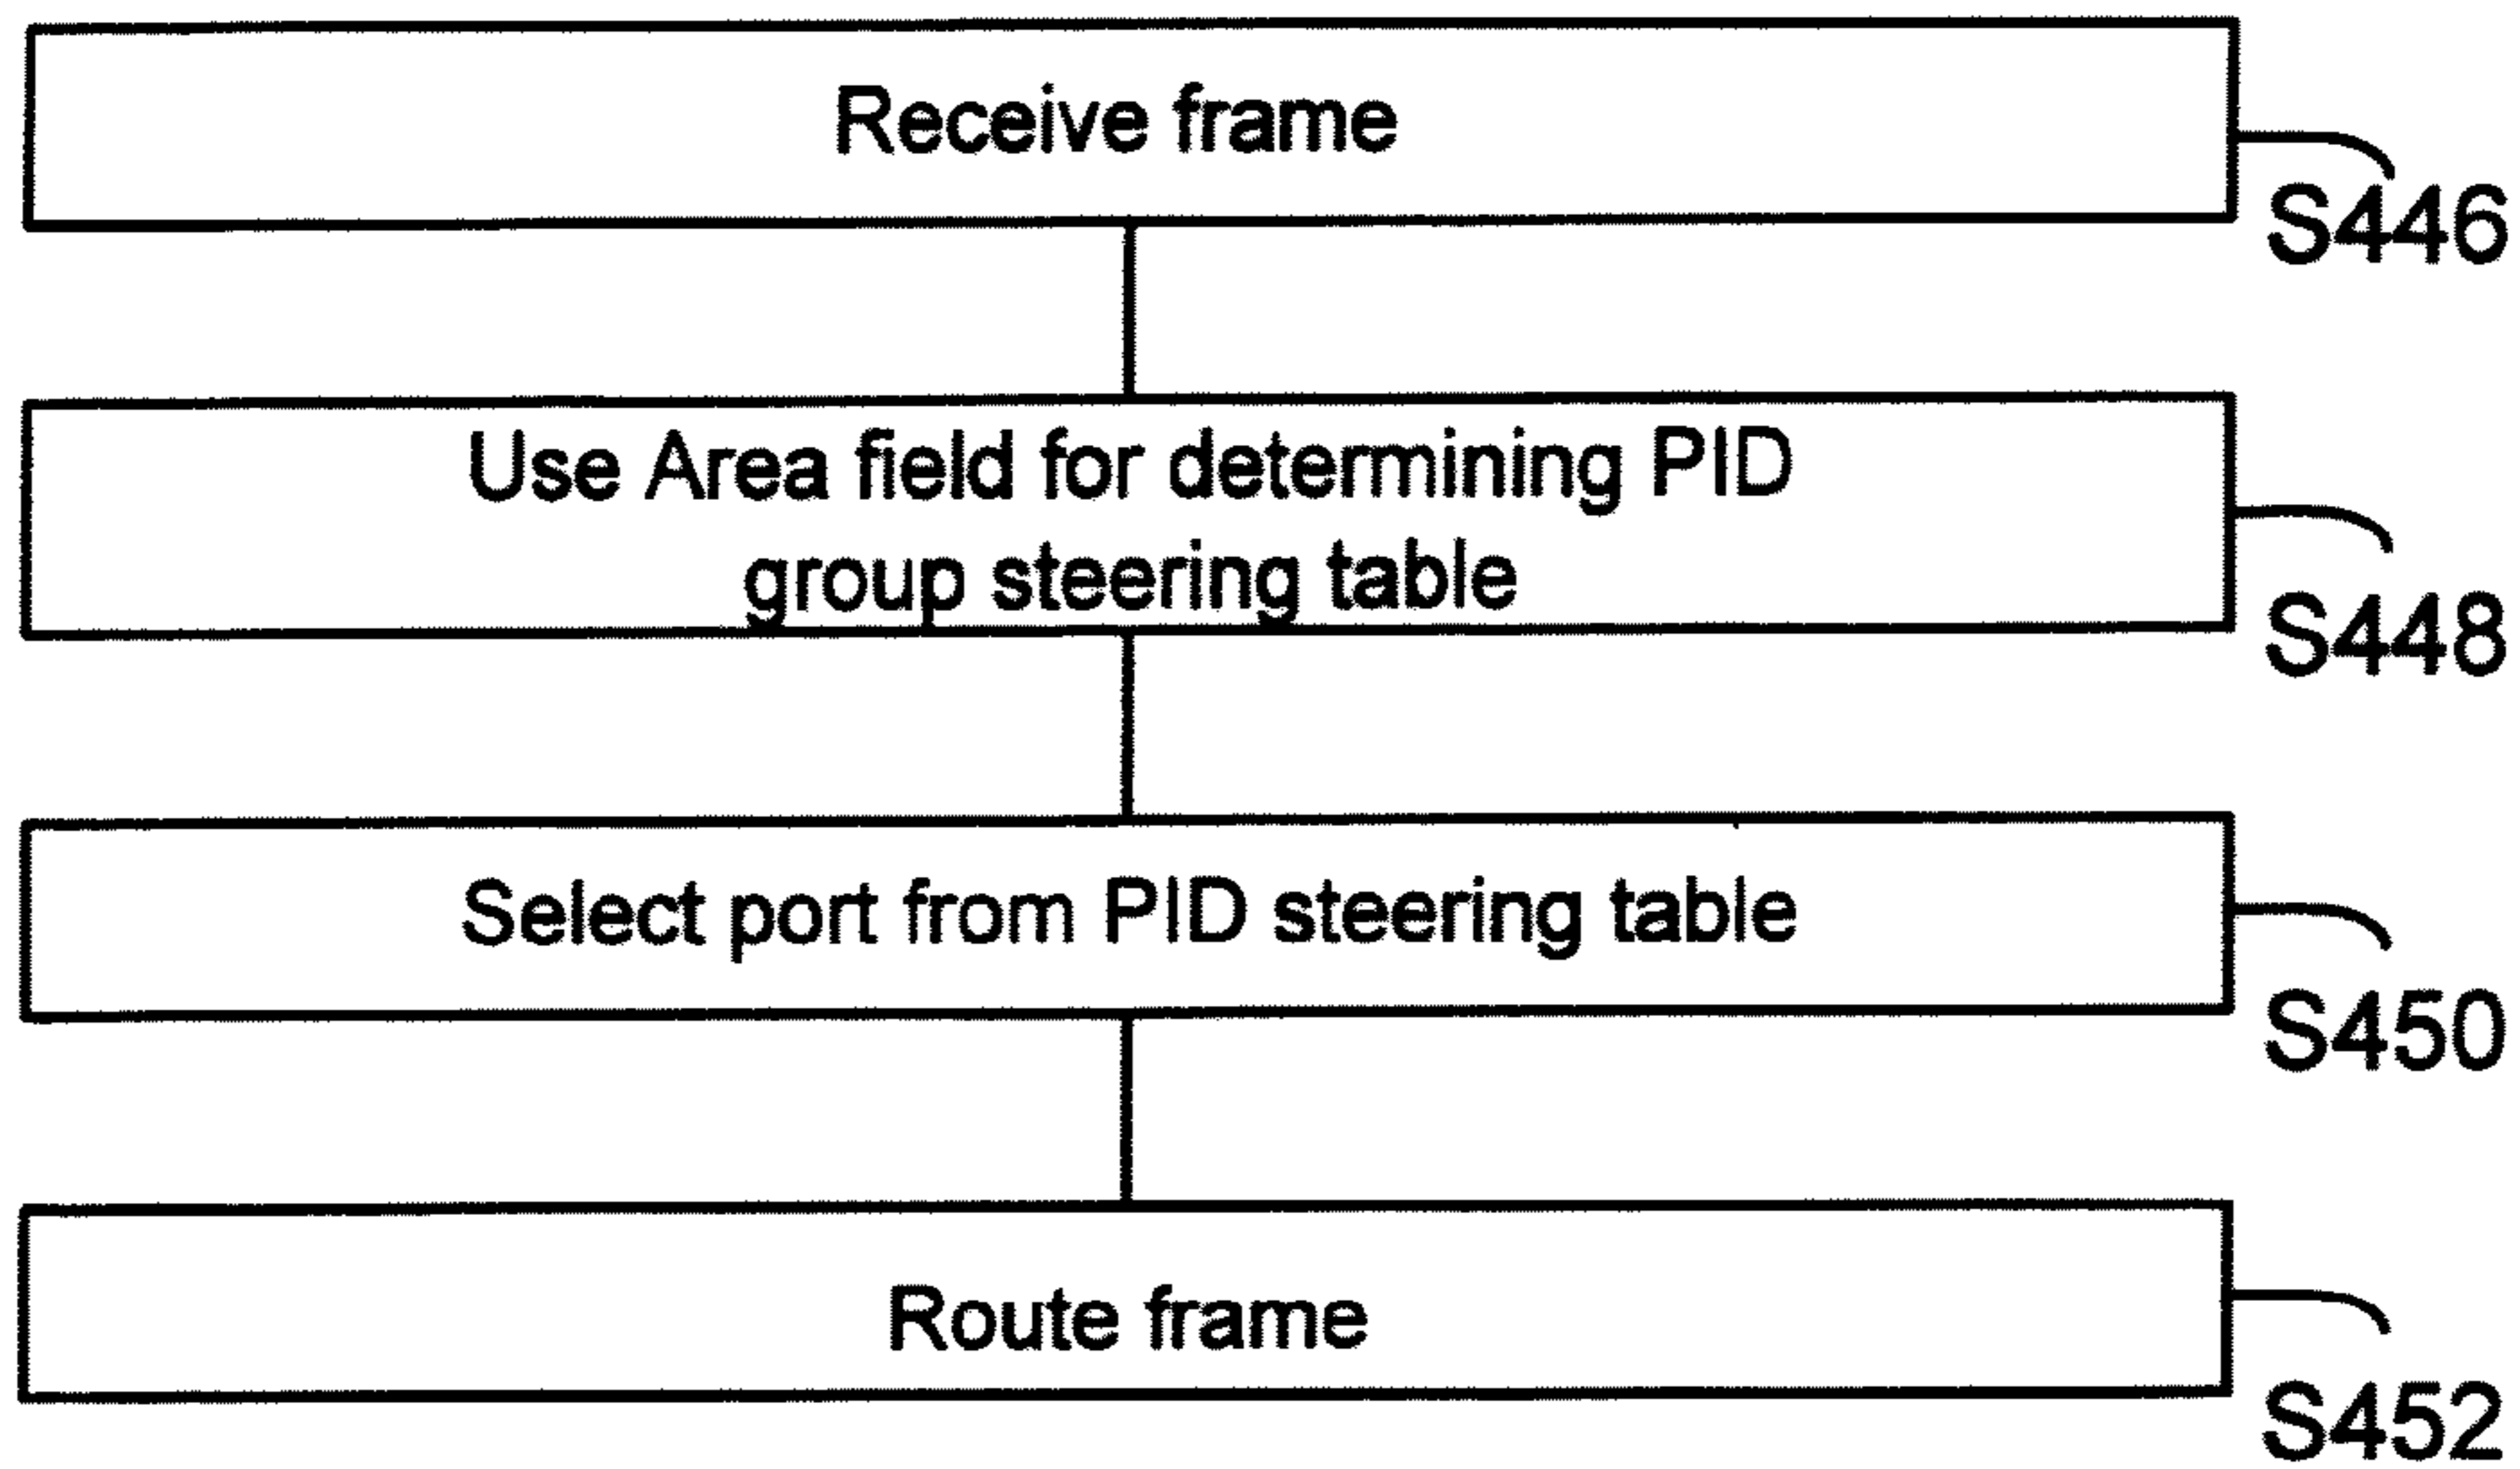 Receive frame
S446
Use Area field for determining PID
group steering table
S448
Select port from PID steering table
S450
Route frame
S452